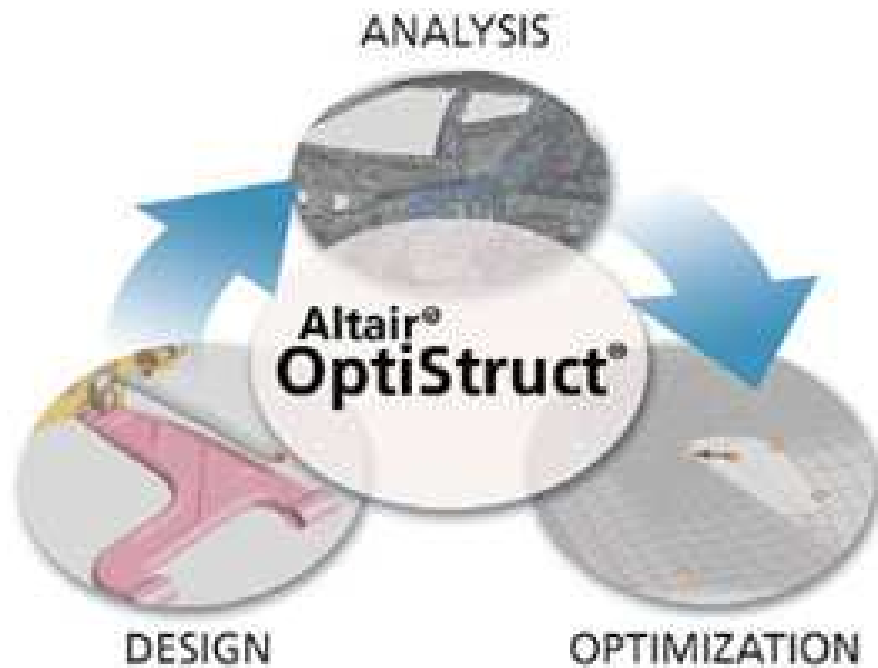 ANALYSIS
Altair®
OptiStruct®
DESIGN
OPTIMIZATION